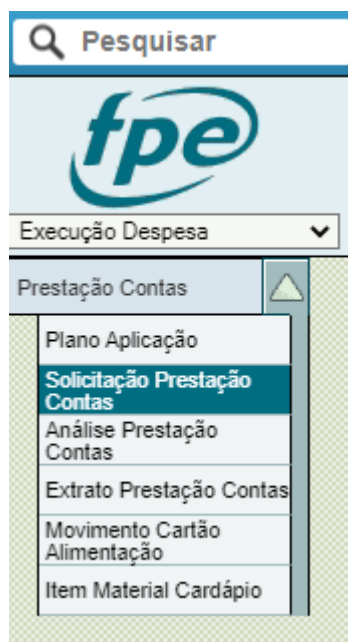 Pesquisar
fpe
Execução Despesa
Prestação Contas
Plano Aplicação
Solicitação Prestação
Contas
Análise Prestação
Contas
Extrato Prestação Contas
Movimento Cartão
Alimentação
Item Material Cardápio